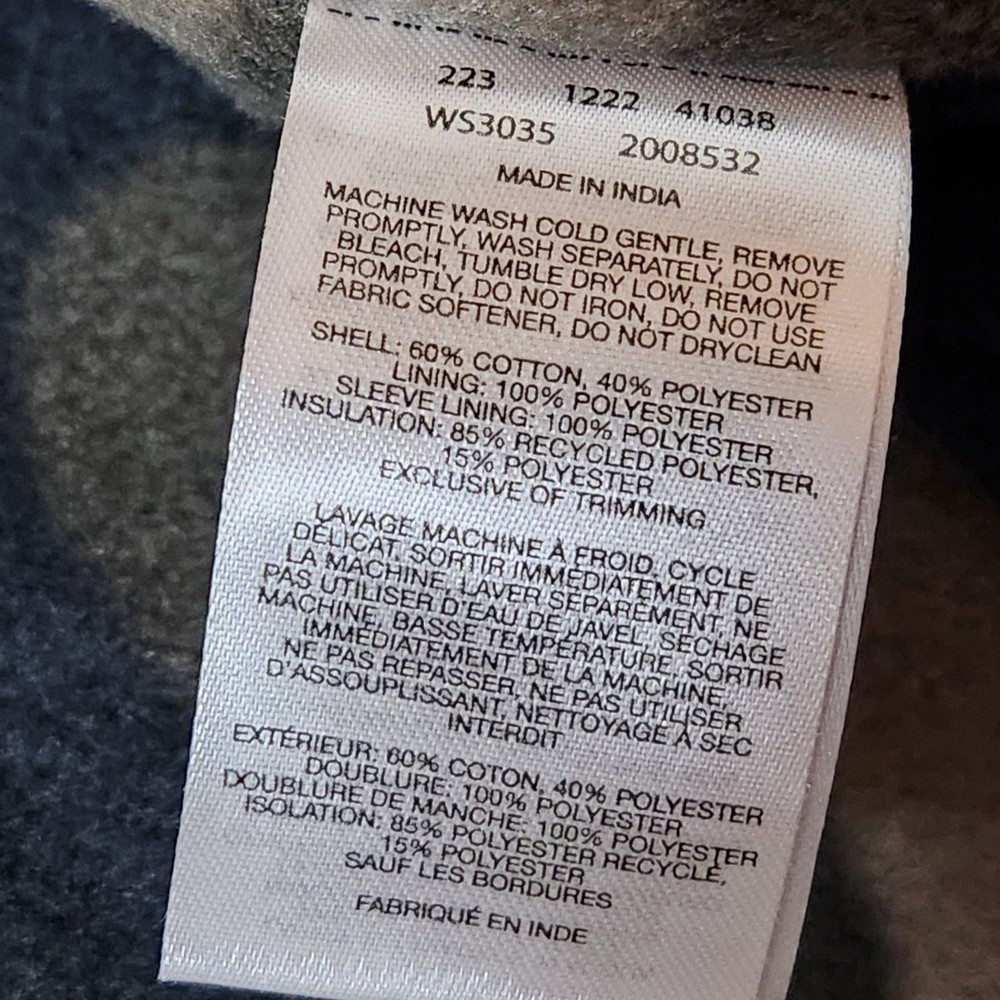 223 1222 41038
WS3035 2008532
MADE IN INDIA
MACHINE WASH COLD GENTLE, REMOVE
PROMPTLY, WASH SEPARATELY, DO NOT
BLEACH, TUMBLE DRY LOW, REMOVE
PROMPTLY, DO NOT IRON, DO NOT USE
FABRIC SOFTENER, DO NOT DRYCLEAN
SHELL: 60% COTTON, 40% POLYESTER
LINING: 100% POLYESTER
SLEEVE LINING: 100% POLYESTER
INSULATION: 85% RECYCLED POLYESTER,
15% POLYESTER
EXCLUSIVE OF TRIMMING
LAVAGE MACHINE À FROID, CYCLE
DÉLICAT, SORTIR IMMÉDIATEMENT DE
LA MACHINE, LAVER SÉPARÉMENT, NE
PAS UTILISER D'EAU DE JAVEL, SÉCHAGE
MACHINE, BASSE TEMPÉRATURE, SORTIR
IMMÉDIATEMENT DE LA MACHINE,
NE PAS REPASSER, NE PAS UTILISER
D'ASSOUPLISSANT, NETTOYAGE À SEC
INTERDIT
EXTÉRIEUR: 60% COTON, 40% POLYESTER
DOUBLURE: 100% POLYESTER
DOUBLURE DE MANCHE: 100% POLYESTER
ISOLATION: 85% POLYESTER RECYCLÉ,
15% POLYESTER
SAUF LES BORDURES
FABRIQUÉ EN INDE